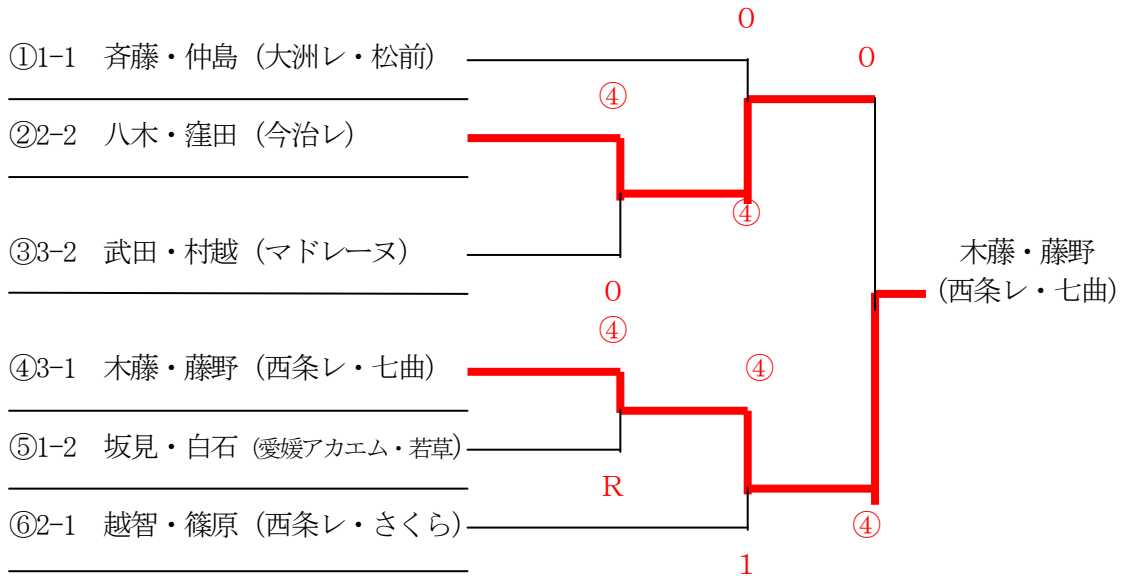 0
①1-1 斉藤・仲島（大洲レ・松前）
0
④
②2-2 八木・窪田（今治レ）
④
③3-2 武田・村越（マドレーヌ）
木藤・藤野
（西条レ・七曲）
0
④
④3-1 木藤・藤野（西条レ・七曲）
④
⑤1-2 坂見・白石（愛媛アカエム・若草）
R
⑥2-1 越智・篠原（西条レ・さくら）
④
1